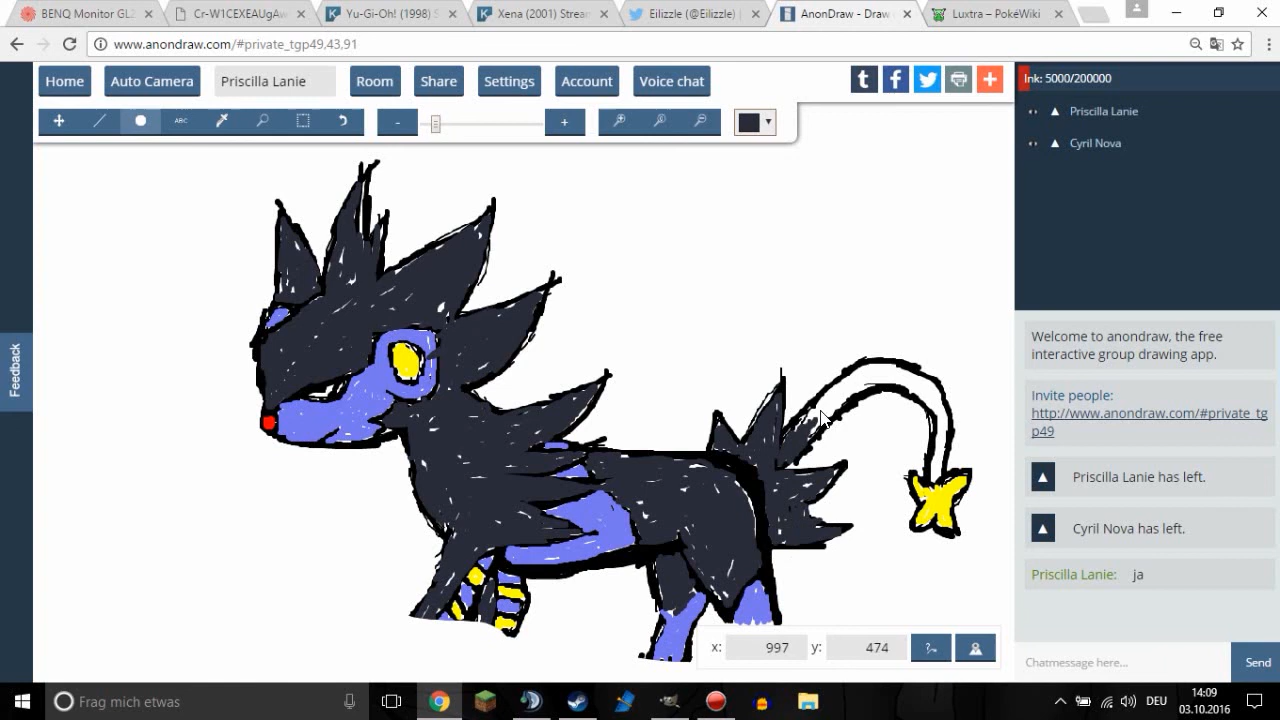 BENQ Monitor GL2
Cr-W1CEXEAUgAw
Yu-Gi-Oh! (1998) S
Xena (2001) Stream
Eilizzle (@Eilizzle)
AnonDraw - Draw
Luxtra – PokéWiki
www.anondraw.com/#private_tgp49,43,91
Home
Auto Camera
Priscilla Lanie
Room
Share
Settings
Account
Voice chat
Ink: 5000/200000
Priscilla Lanie
Cyril Nova
ABC
-
+
Feedback
Welcome to anondraw, the free
interactive group drawing app.
Invite people:
http://www.anondraw.com/#private_tg
p49
Priscilla Lanie has left.
Cyril Nova has left.
Priscilla Lanie: ja
x: 997 y: 474
Chatmessage here...
Send
Frag mich etwas
DEU
14:09
03.10.2016